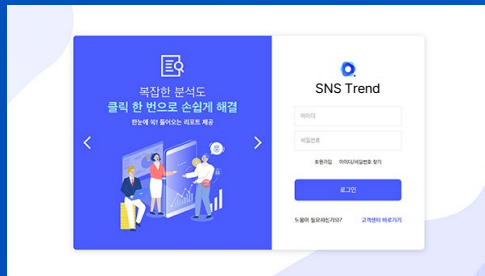 복잡한 분석도
클릭 한 번으로 손쉽게 해결
한눈에 쏙! 들어오는 리포트 제공
SNS Trend
아이디
비밀번호
회원가입 아이디/비밀번호 찾기
로그인
도움이 필요하신가요? 고객센터 바로가기